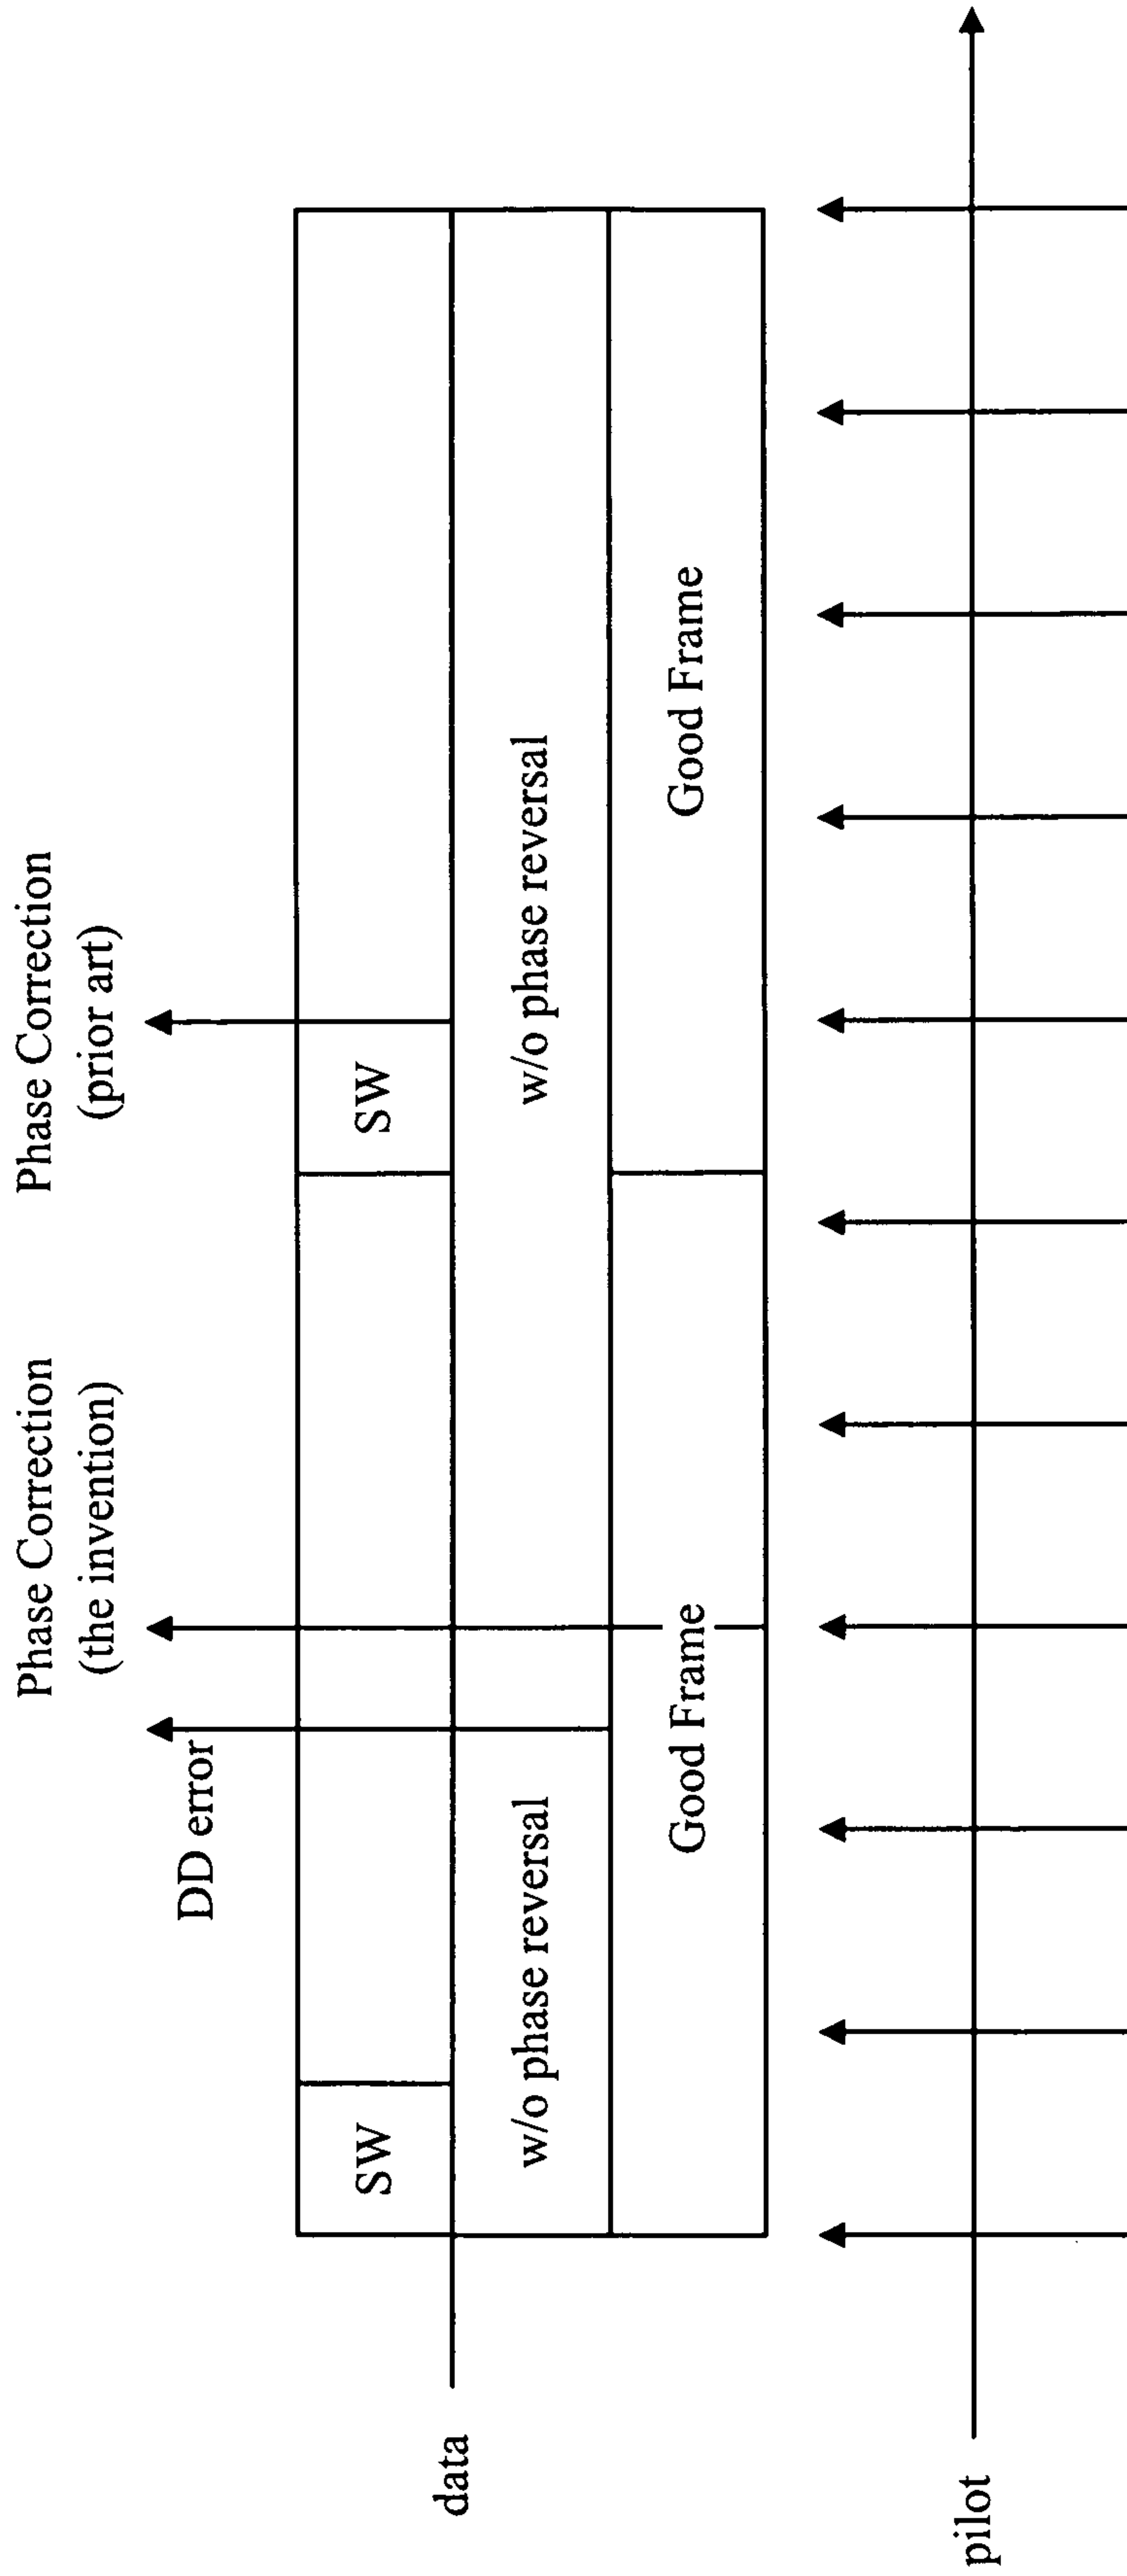 Phase Correction
(the invention)
Phase Correction
(prior art)
DD error
SW
SW
data
w/o phase reversal
w/o phase reversal
Good Frame
Good Frame
pilot